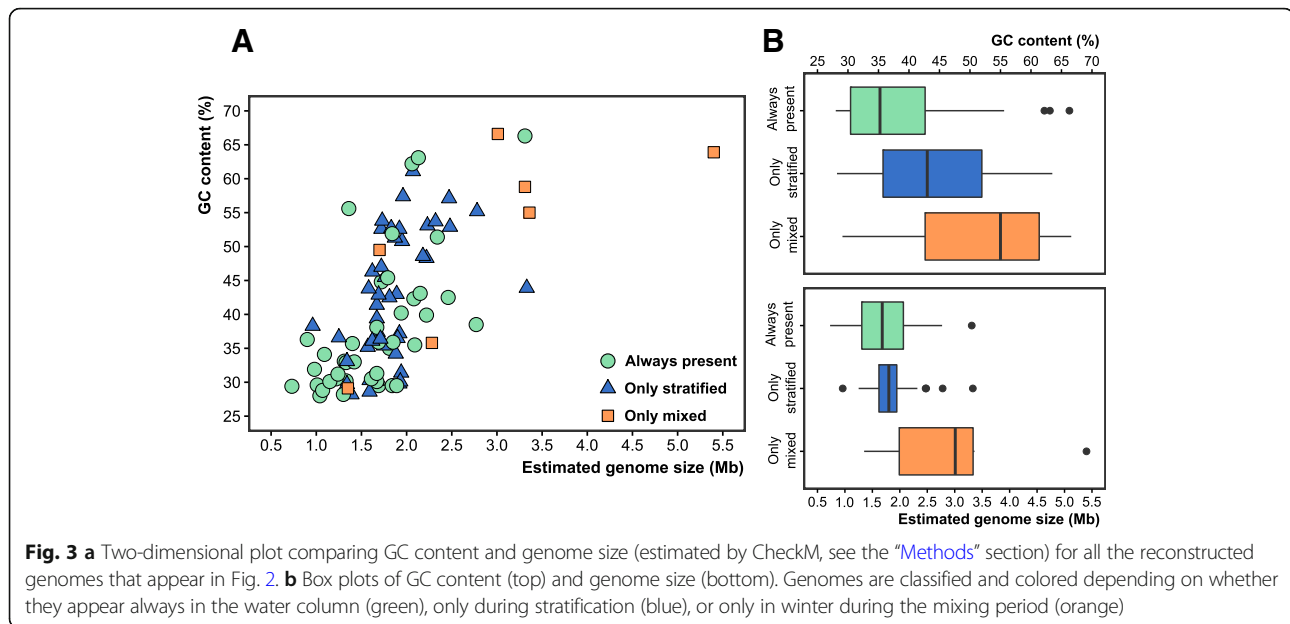 A
GC content (%)
70
65
60
55
50
45
40
35
30
25
Always present
Only stratified
Only mixed
0.5 1.0 1.5 2.0 2.5 3.0 3.5 4.0 4.5 5.0 5.5
Estimated genome size (Mb)
B
GC content (%)
25 30 35 40 45 50 55 60 65 70
Always
present
Only
stratified
Only
mixed
Always
present
Only
stratified
Only
mixed
0.5 1.0 1.5 2.0 2.5 3.0 3.5 4.0 4.5 5.0 5.5
Estimated genome size (Mb)
Fig. 3 a Two-dimensional plot comparing GC content and genome size (estimated by CheckM, see the “Methods” section) for all the reconstructed
genomes that appear in Fig. 2. b Box plots of GC content (top) and genome size (bottom). Genomes are classified and colored depending on whether
they appear always in the water column (green), only during stratification (blue), or only in winter during the mixing period (orange)